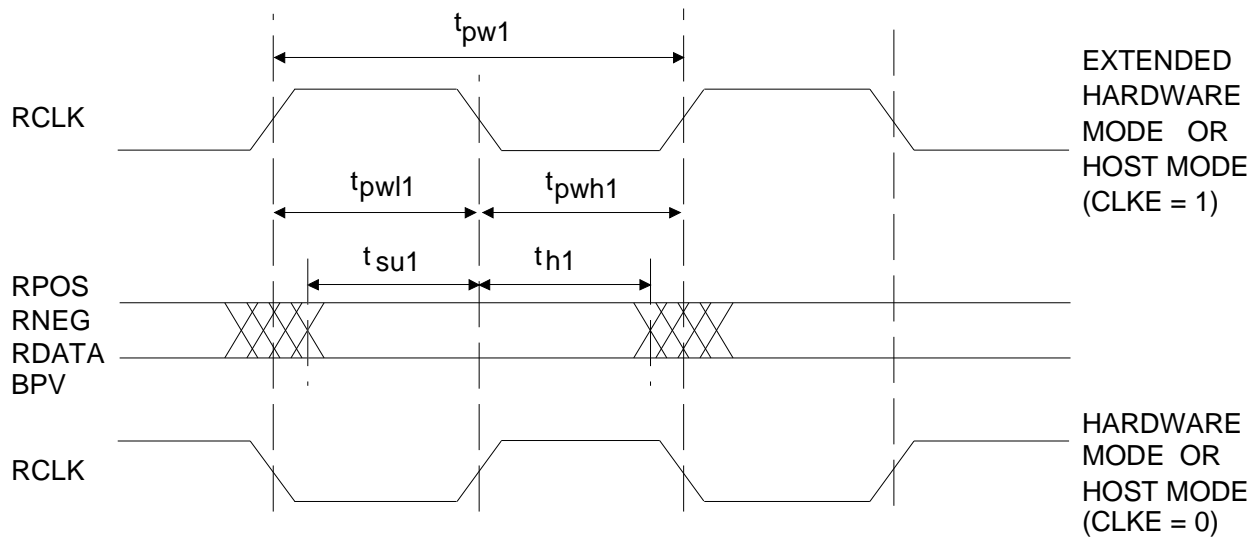 tpw1
EXTENDED
HARDWARE
MODE OR
HOST MODE
(CLKE = 1)
RCLK
tpwl1
tpwh1
tsu1
th1
RPOS
RNEG
RDATA
BPV
RCLK
HARDWARE
MODE OR
HOST MODE
(CLKE = 0)